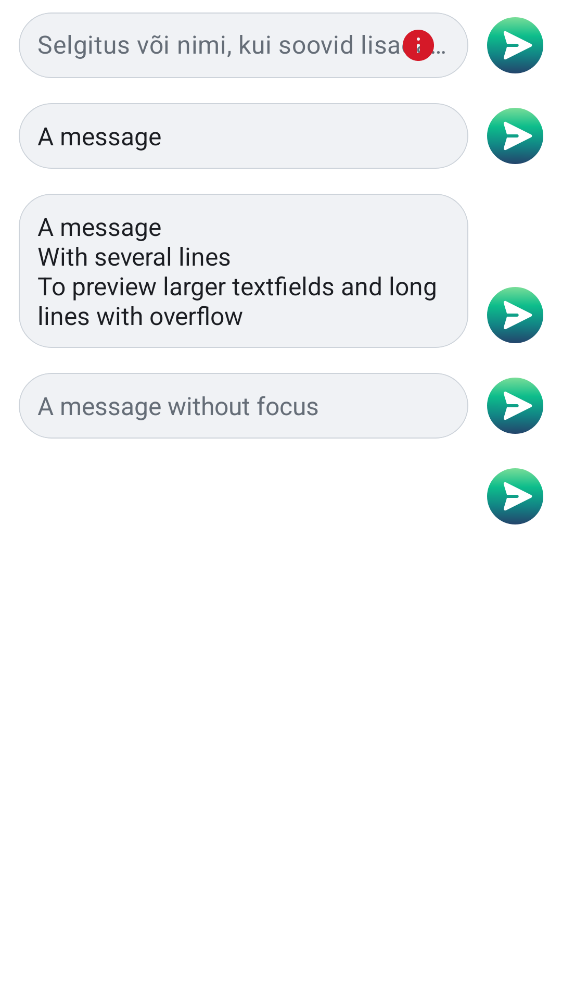 Selgitus või nimi, kui soovid
A message
A message
With several lines
To preview larger textfields and long
lines with overflow
A message without focus